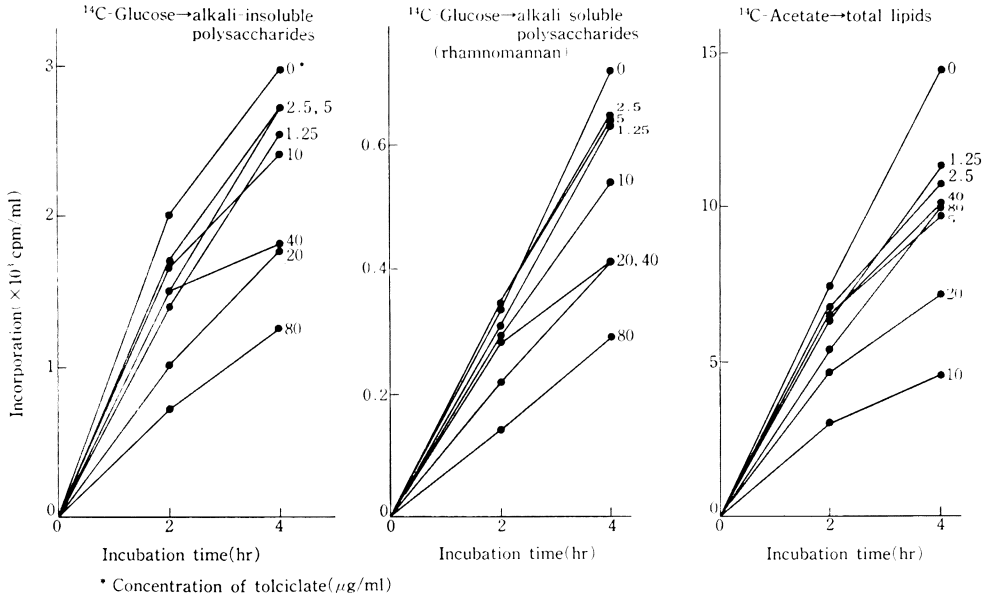 ¹⁴C-Glucose→alkali-insoluble
polysaccharides
3
2
1
0
0 *
2.5, 5
1.25
10
40
20
80
0 2 4
Incorporation(×10³ cpm/ml)
Incubation time(hr)
* Concentration of tolciclate(μg/ml)
¹⁴C Glucose→alkali soluble
polysaccharides
(rhamnomannan)
0.6
0.4
0.2
0
0
2.5
5
1.25
10
20, 40
80
0 2 4
Incubation time(hr)
¹⁴C-Acetate→total lipids
15
10
5
0
0
1.25
2.5
40
80
5
20
10
0 2 4
Incubation time(hr)